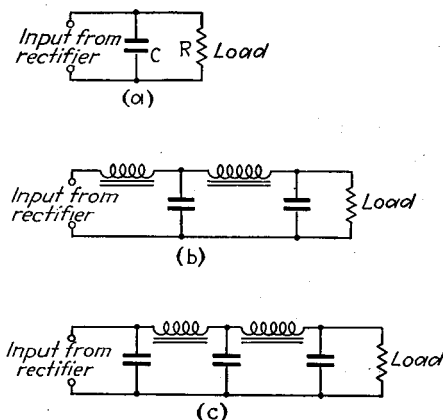 Input from
rectifier
C
R
Load
(a)
Input from
rectifier
Load
(b)
Input from
rectifier
Load
(c)